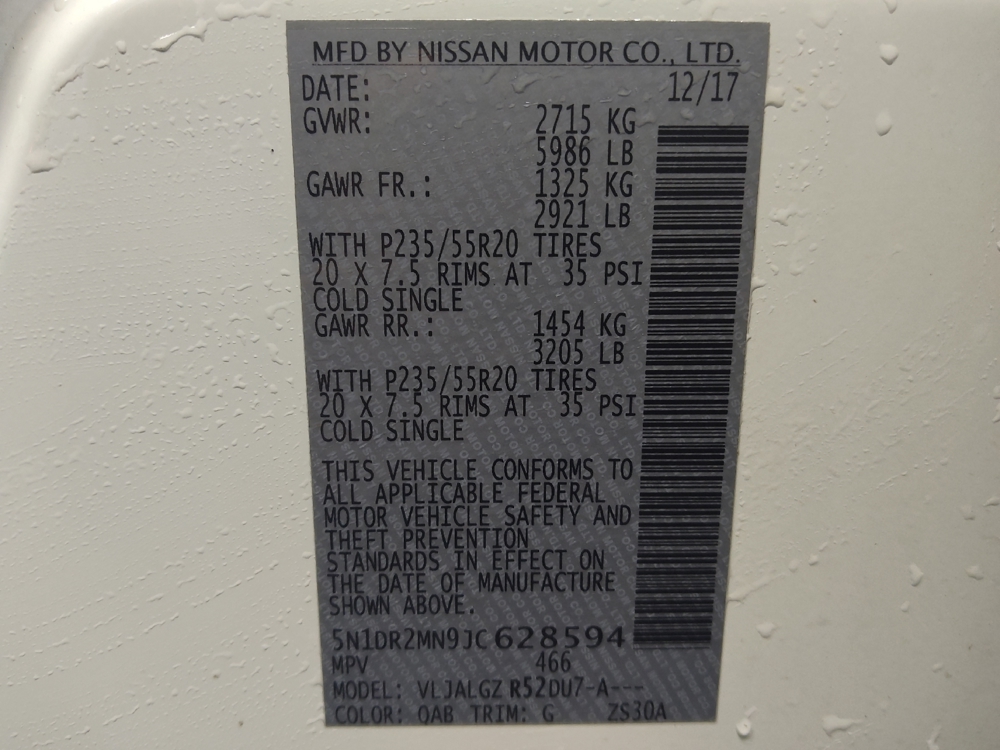 MFD BY NISSAN MOTOR CO., LTD.
DATE: 12/17
GVWR: 2715 KG
5986 LB
GAWR FR.: 1325 KG
2921 LB
WITH P235/55R20 TIRES
20 X 7.5 RIMS AT 35 PSI
COLD SINGLE
GAWR RR.: 1454 KG
3205 LB
WITH P235/55R20 TIRES
20 X 7.5 RIMS AT 35 PSI
COLD SINGLE
THIS VEHICLE CONFORMS TO
ALL APPLICABLE FEDERAL
MOTOR VEHICLE SAFETY AND
THEFT PREVENTION
STANDARDS IN EFFECT ON
THE DATE OF MANUFACTURE
SHOWN ABOVE.
5N1DR2MN9JC628594
MPV 466
MODEL: VLJALGZ R52DU7-A---
COLOR: QAB TRIM: G ZS30A